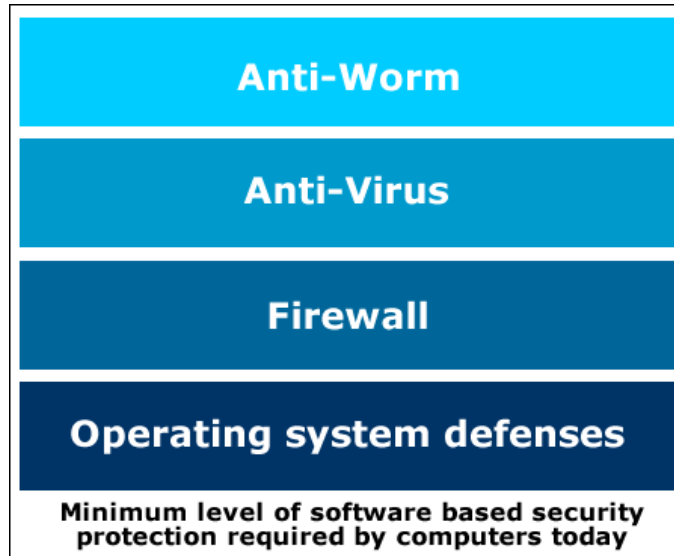 Anti-Worm
Anti-Virus
Firewall
Operating system defenses
Minimum level of software based security
protection required by computers today